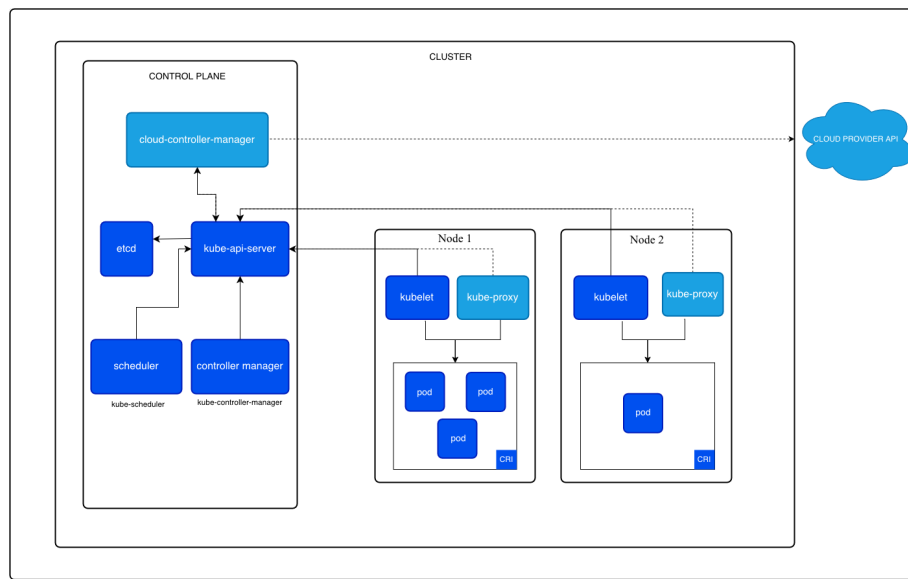 CLUSTER
CONTROL PLANE
cloud-controller-manager
CLOUD PROVIDER API
etcd
kube-api-server
scheduler
kube-scheduler
controller manager
kube-controller-manager
Node 1
kubelet
kube-proxy
pod
pod
pod
CRI
Node 2
kubelet
kube-proxy
pod
CRI